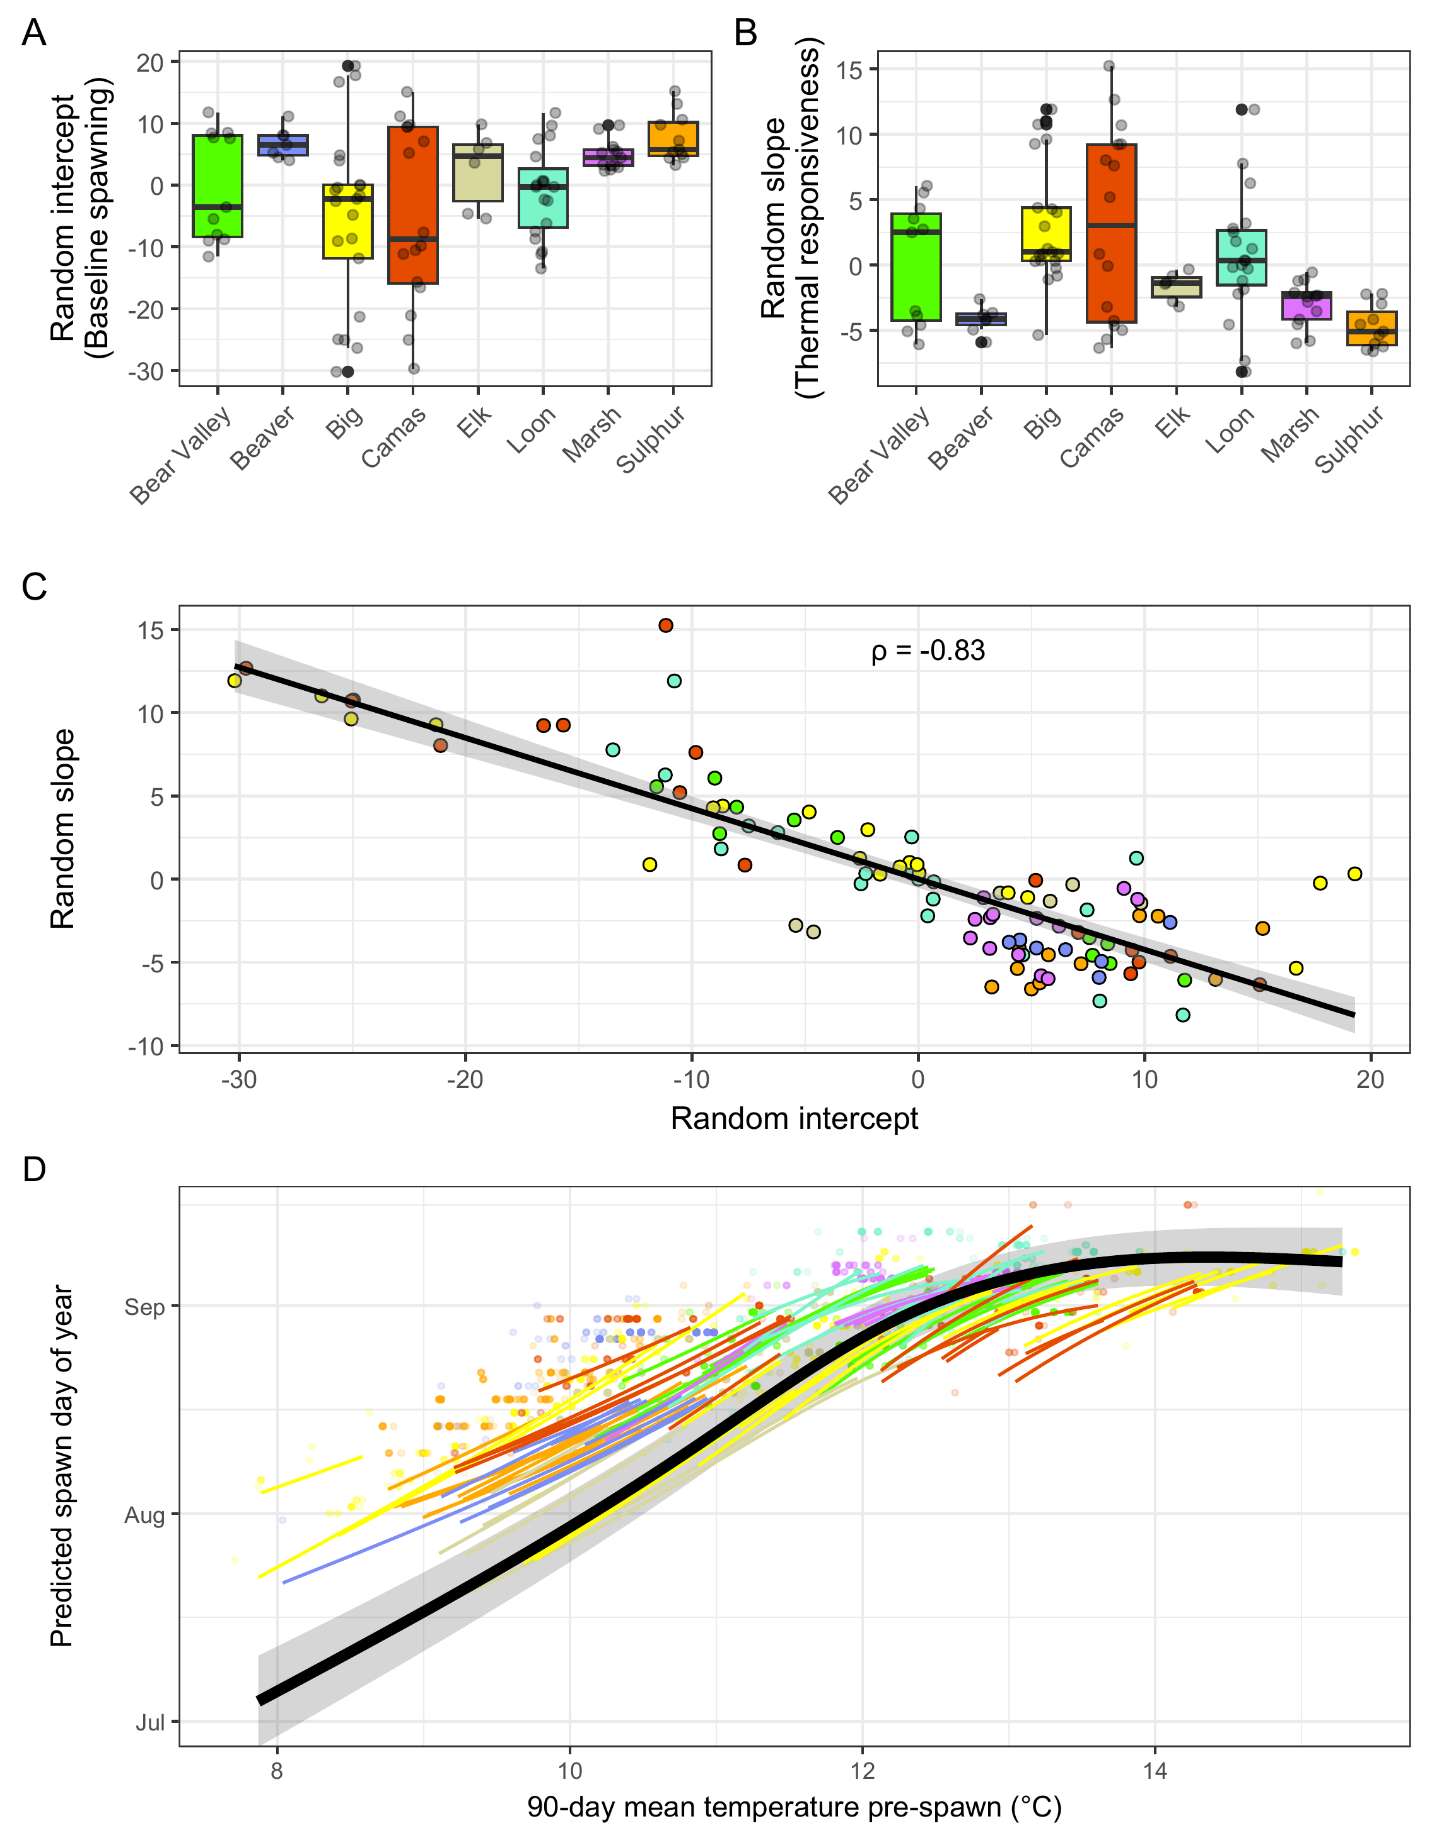 A
Random intercept
(Baseline spawning)
20
10
0
-10
-20
-30
Bear Valley
Beaver
Big
Camas
Elk
Loon
Marsh
Sulphur
B
Random slope
(Thermal responsiveness)
15
10
5
0
-5
Bear Valley
Beaver
Big
Camas
Elk
Loon
Marsh
Sulphur
C
Random slope
15
10
5
0
-5
-10
ρ = -0.83
-30
-20
-10
0
10
20
Random intercept
D
Predicted spawn day of year
Sep
Aug
Jul
8
10
12
14
90-day mean temperature pre-spawn (°C)